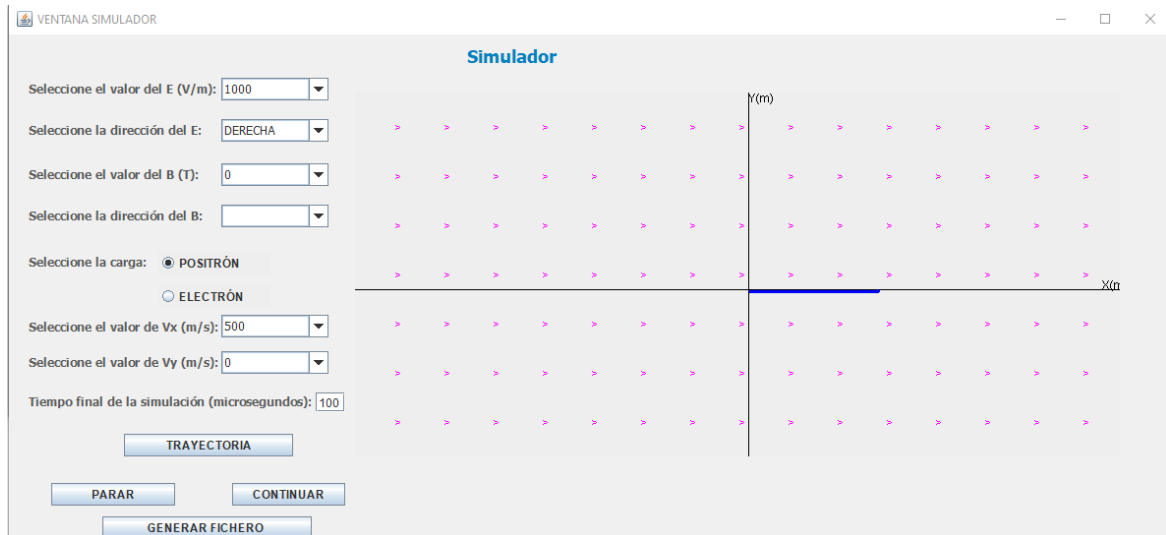 VENTANA SIMULADOR
Simulador
Seleccione el valor del E (V/m): 1000
Seleccione la dirección del E: DERECHA
Seleccione el valor del B (T): 0
Seleccione la dirección del B:
Seleccione la carga: POSITRÓN
ELECTRÓN
Seleccione el valor de Vx (m/s): 500
Seleccione el valor de Vy (m/s): 0
Tiempo final de la simulación (microsegundos): 100
TRAYECTORIA
PARAR CONTINUAR
GENERAR FICHERO
Y(m)
X(m